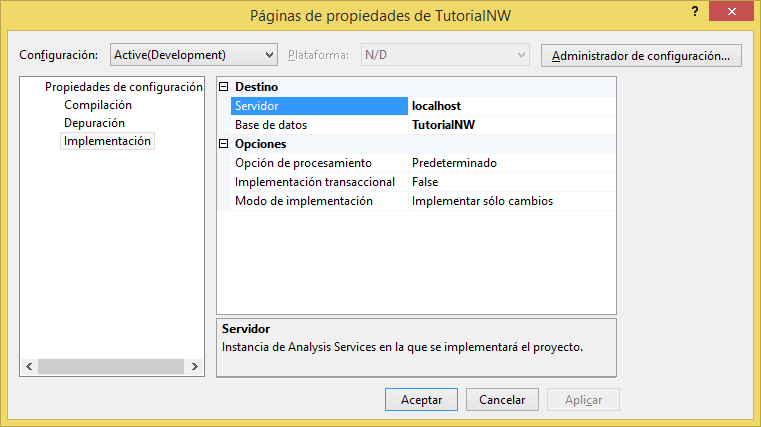 Páginas de propiedades de TutorialNW
Configuración: Active(Development) Plataforma: N/D Administrador de configuración...
Propiedades de configuración
Compilación
Depuración
Implementación
Destino
Servidor localhost
Base de datos TutorialNW
Opciones
Opción de procesamiento Predeterminado
Implementación transaccional False
Modo de implementación Implementar sólo cambios
Servidor
Instancia de Analysis Services en la que se implementará el proyecto.
Aceptar Cancelar Aplicar